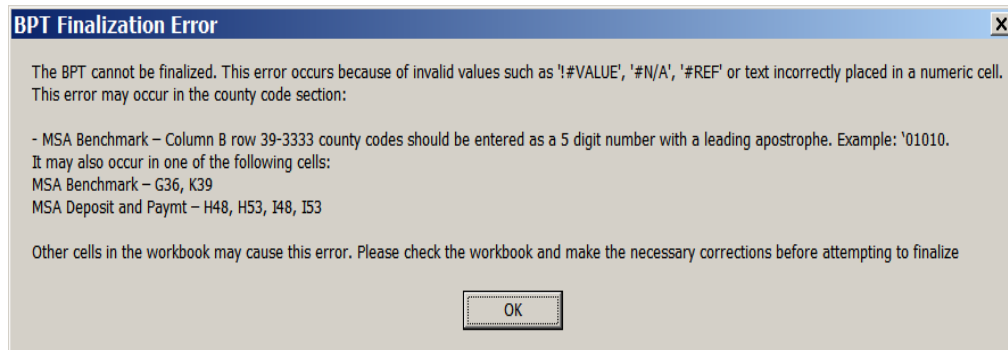 BPT Finalization Error
X
The BPT cannot be finalized. This error occurs because of invalid values such as '!#VALUE', '#N/A', '#REF' or text incorrectly placed in a numeric cell.
This error may occur in the county code section:
- MSA Benchmark – Column B row 39-3333 county codes should be entered as a 5 digit number with a leading apostrophe. Example: ‘01010.
It may also occur in one of the following cells:
MSA Benchmark – G36, K39
MSA Deposit and Paymt – H48, H53, I48, I53
Other cells in the workbook may cause this error. Please check the workbook and make the necessary corrections before attempting to finalize
OK